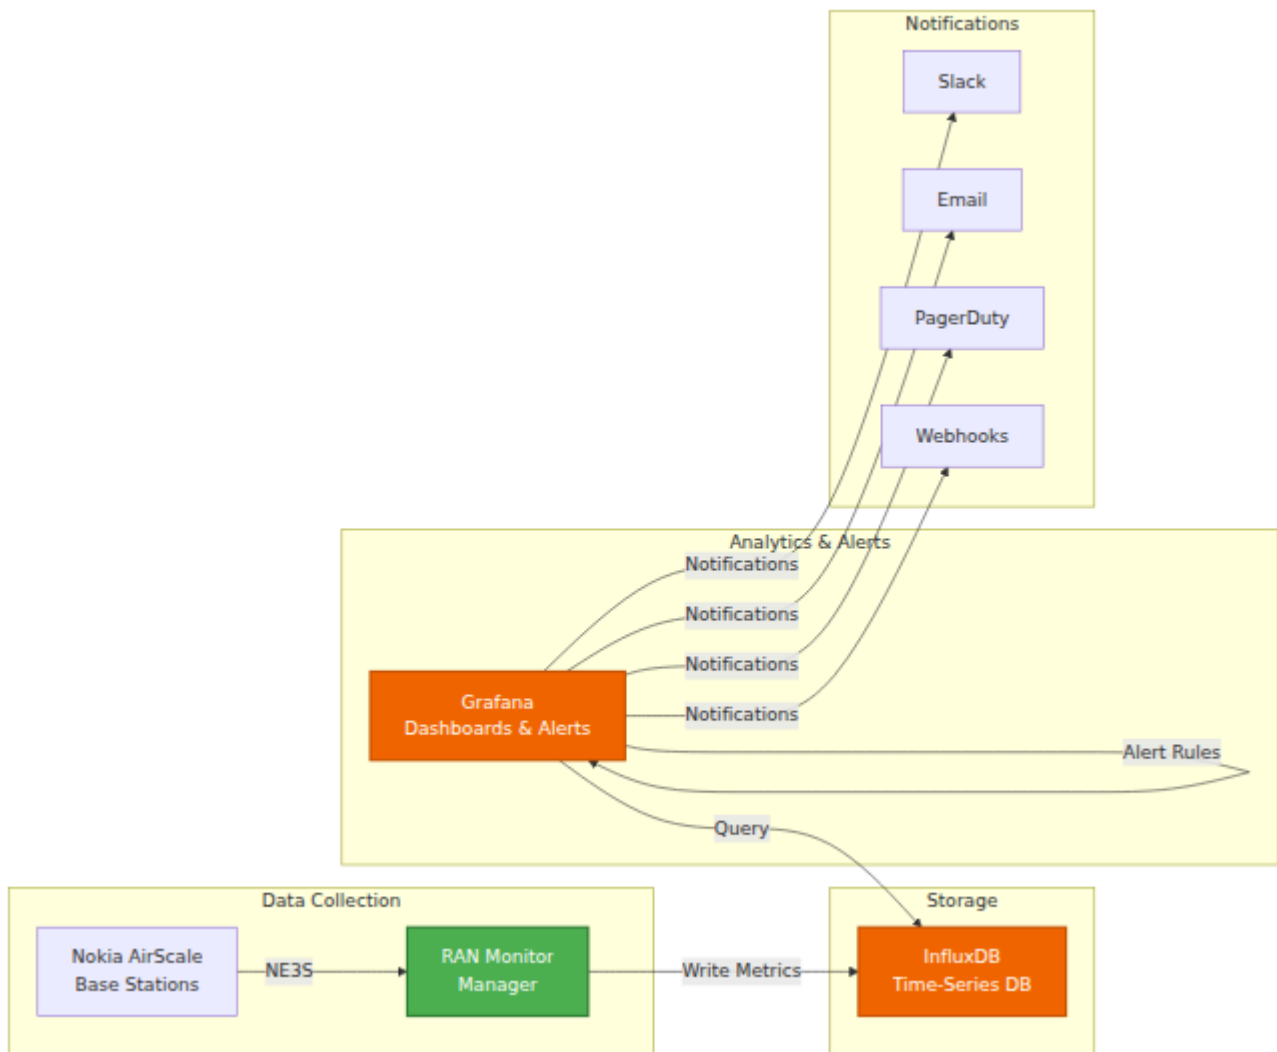 Notifications
Slack
Email
PagerDuty
Webhooks
Analytics & Alerts
Notifications
Notifications
Notifications
Notifications
Grafana
Dashboards & Alerts
Alert Rules
Query
Data Collection
Nokia AirScale
Base Stations
NE3S
RAN Monitor
Manager
Write Metrics
Storage
InfluxDB
Time-Series DB